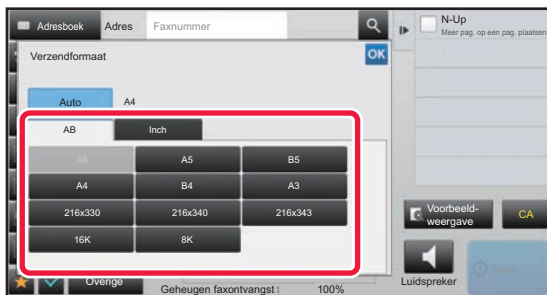 Adresboek Adres Faxnummer
N-Up
Meer pag. op een pag. plaatsen
Verzendformaat
OK
Auto A4
AB Inch
A6 A5 B5
A4 B4 A3
216x330 216x340 216x343
16K 8K
Voorbeeld-
weergave
CA
Overige
Geheugen faxontvangst: 100%
Luidspreker
Start